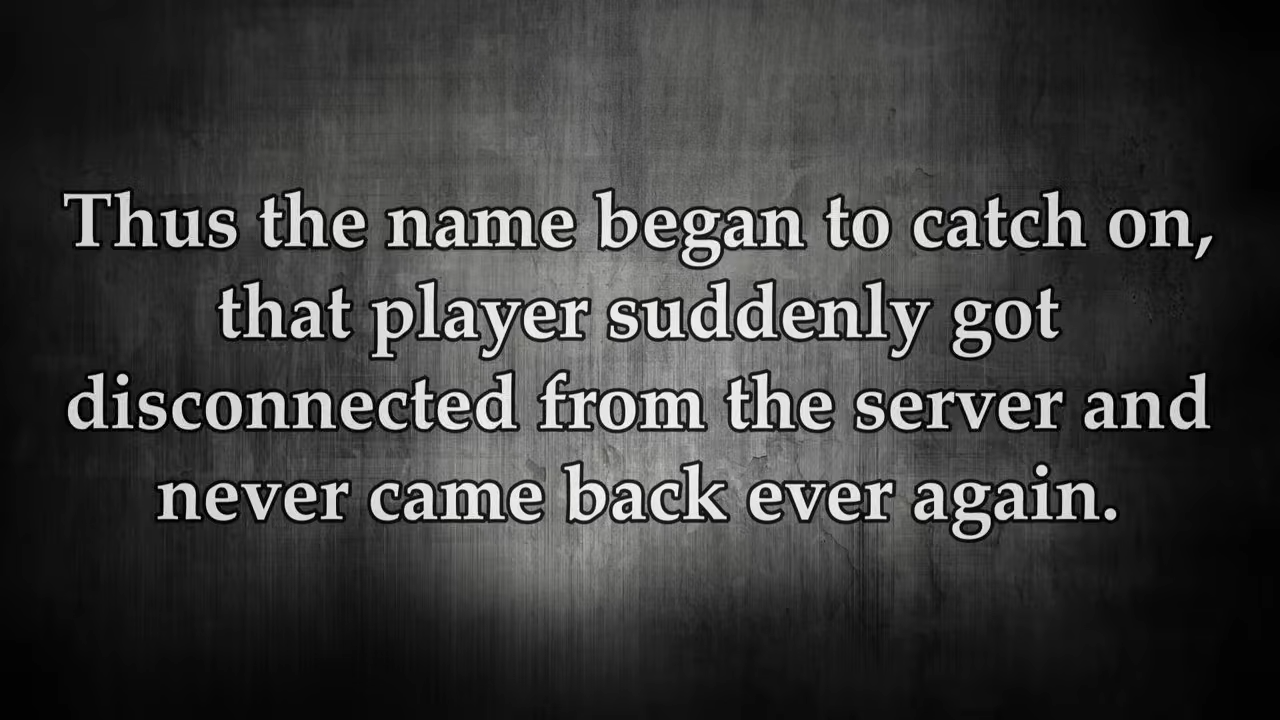 Thus the name began to catch on,
that player suddenly got
disconnected from the server and
never came back ever again.